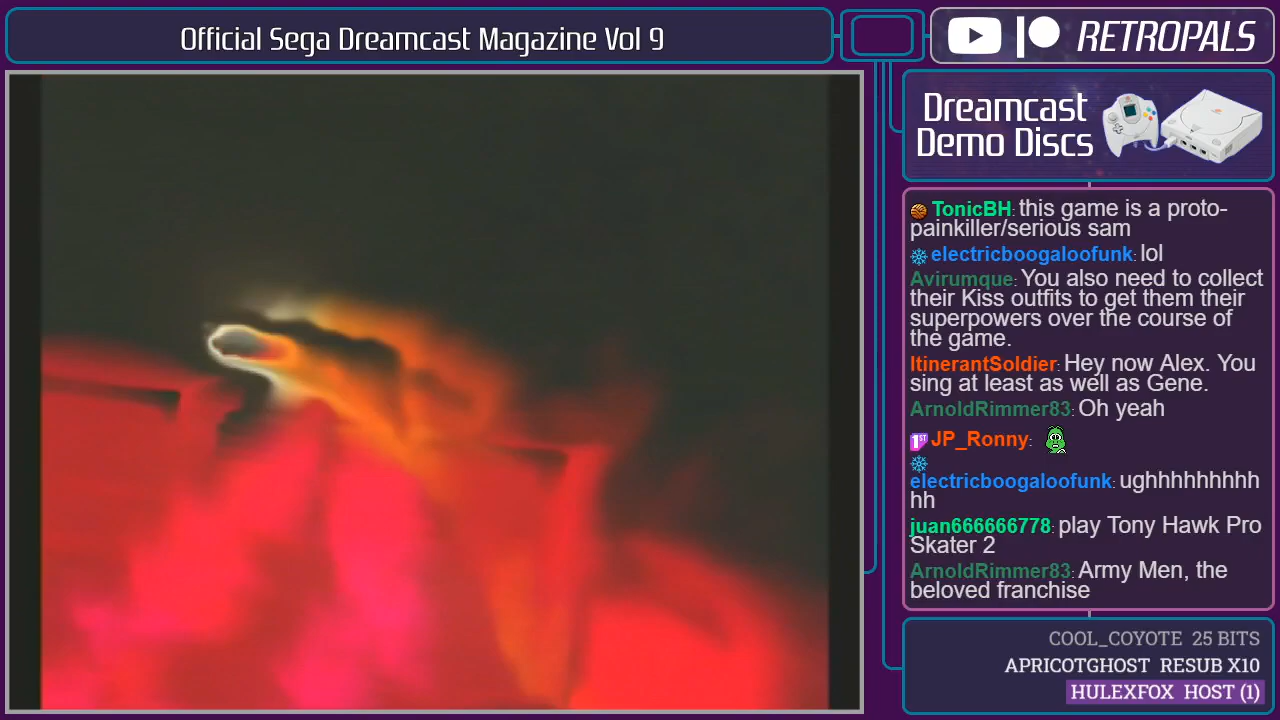 Official Sega Dreamcast Magazine Vol 9
RETROPALS
Dreamcast
Demo Discs
TonicBH: this game is a proto-
painkiller/serious sam
electricboogaloofunk: lol
Avirumque: You also need to collect
their Kiss outfits to get them their
superpowers over the course of
the game.
ItinerantSoldier: Hey now Alex. You
sing at least as well as Gene.
ArnoldRimmer83: Oh yeah
1ST JP_Ronny:
electricboogaloofunk: ughhhhhhhhhh
hh
juan666666778: play Tony Hawk Pro
Skater 2
ArnoldRimmer83: Army Men, the
beloved franchise
COOL_COYOTE 25 BITS
APRICOTGHOST RESUB X10
HULEXFOX HOST (1)